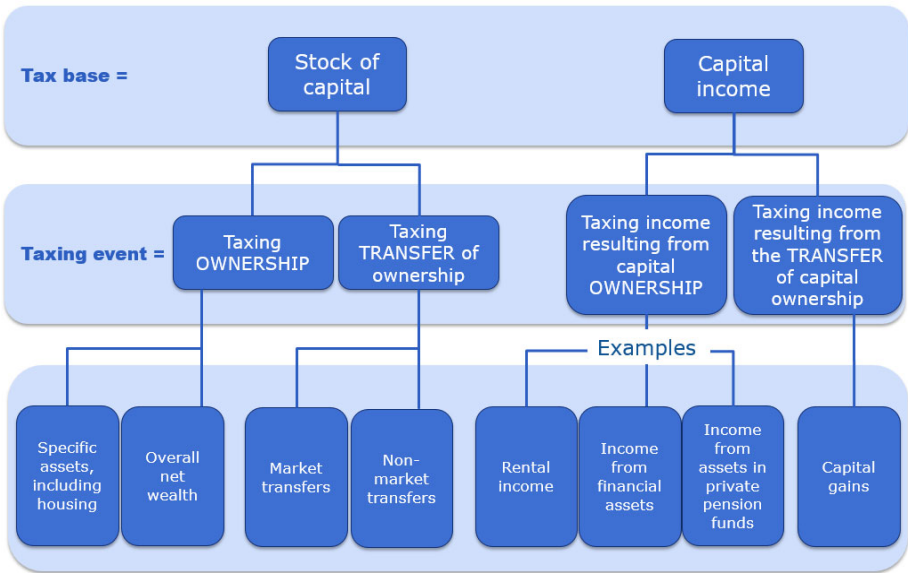 Tax base =
Stock of
capital
Capital
income
Taxing event =
Taxing
OWNERSHIP
Taxing
TRANSFER of
ownership
Taxing income
resulting from
capital
OWNERSHIP
Taxing income
resulting from
the TRANSFER
of capital
ownership
Examples
Specific
assets,
including
housing
Overall
net
wealth
Market
transfers
Non-
market
transfers
Rental
income
Income
from
financial
assets
Income
from
assets in
private
pension
funds
Capital
gains